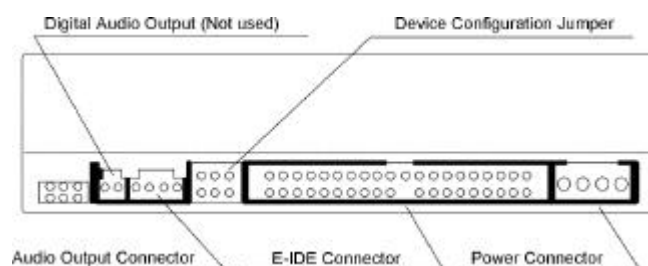 Digital Audio Output (Not used)
Device Configuration Jumper
Audio Output Connector
E-IDE Connector
Power Connector